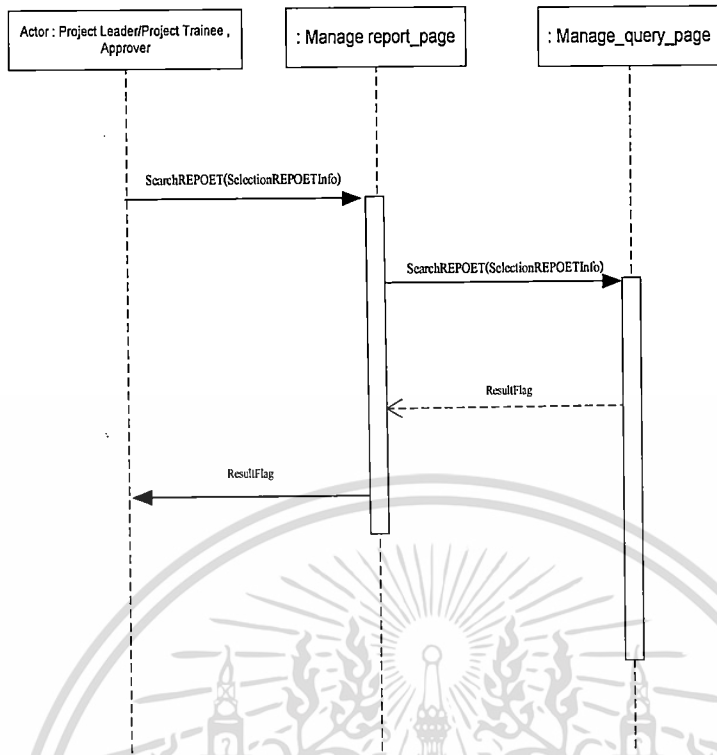 Actor : Project Leader/Project Trainee ,
Approver
: Manage report_page
: Manage_query_page
SearchREPOET(SelectionREPOETInfo)
SearchREPOET(SelectionREPOETInfo)
ResultFlag
ResultFlag